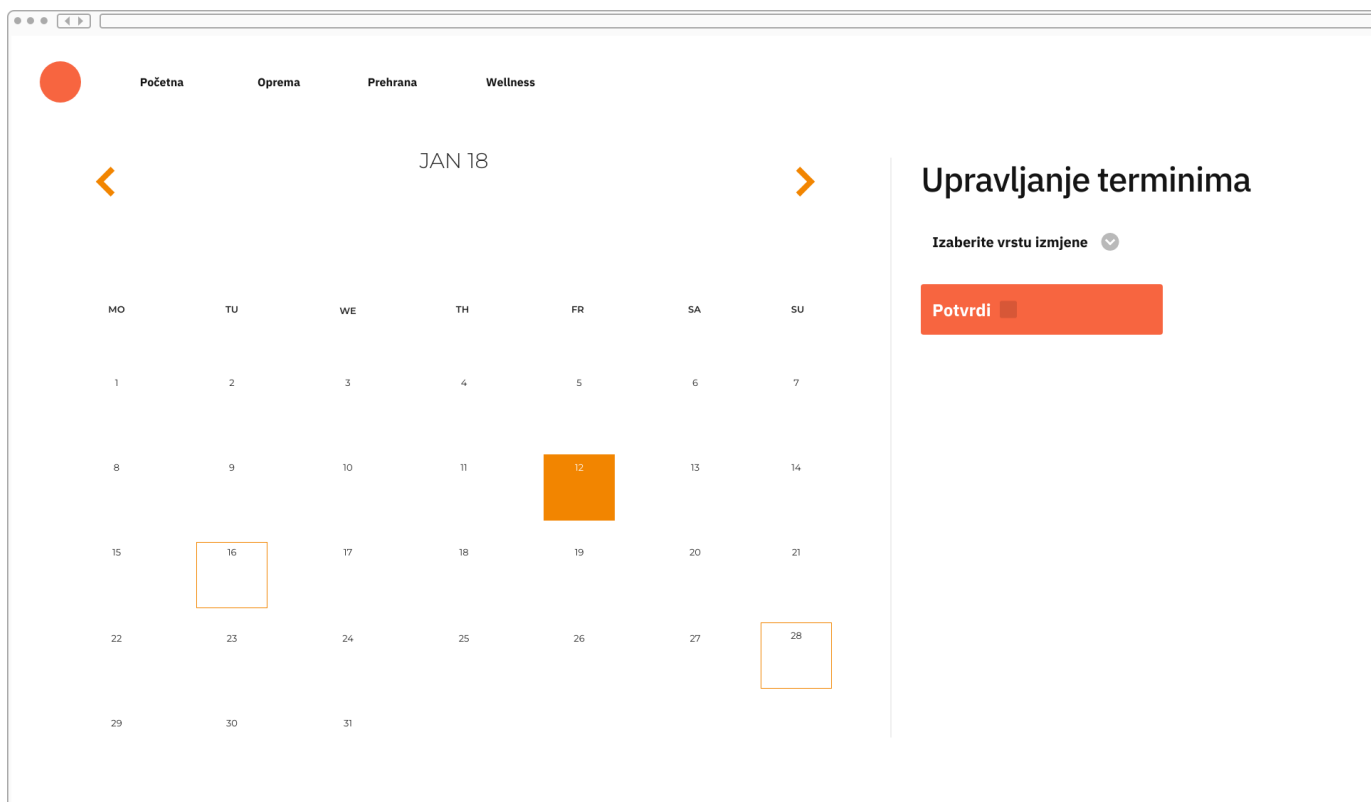 Početna Oprema Prehrana Wellness
JAN 18
MO TU WE TH FR SA SU
1 2 3 4 5 6 7
8 9 10 11 12 13 14
15 16 17 18 19 20 21
22 23 24 25 26 27 28
29 30 31
Upravljanje terminima
Izaberite vrstu izmjene
Potvrdi